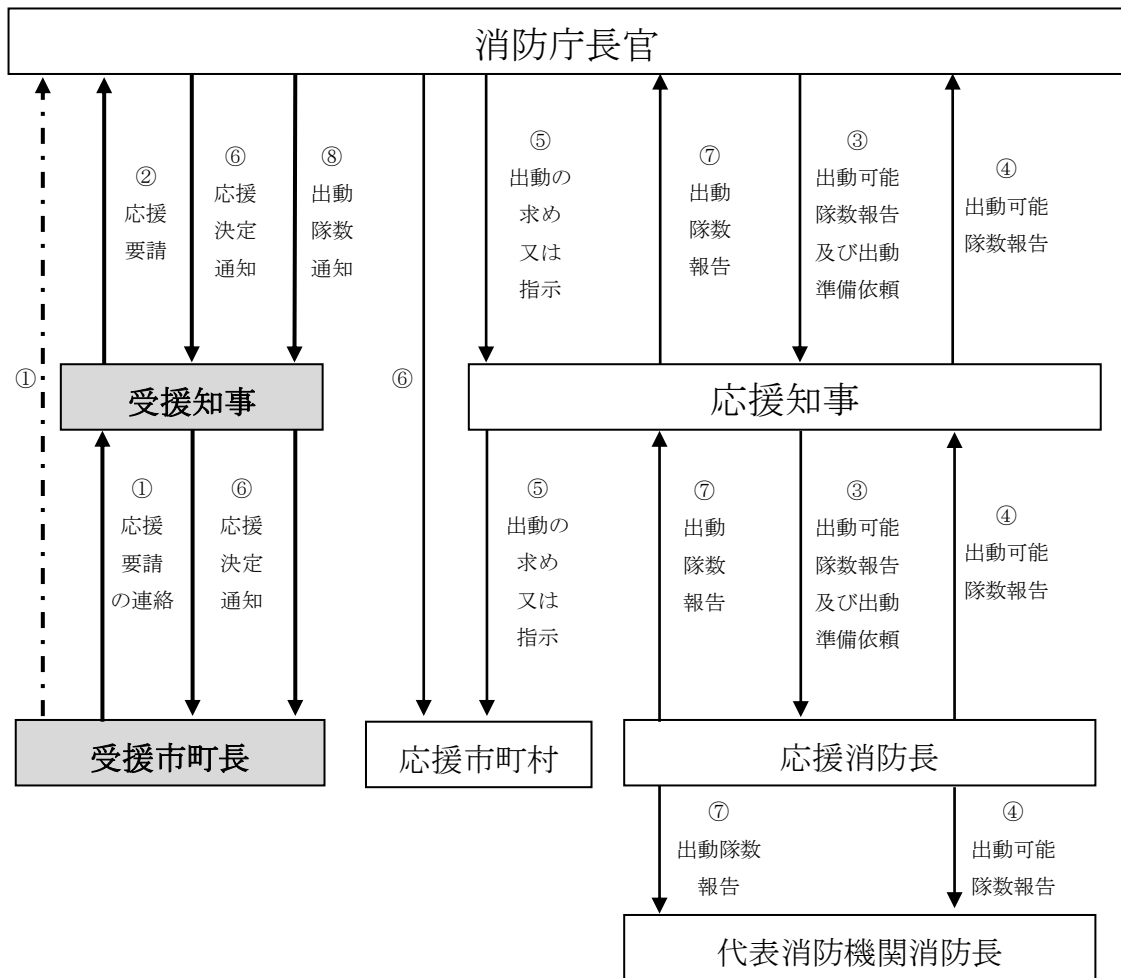 消防庁長官
②
応援
要請
⑥
応援
決定
通知
⑧
出動
隊数
通知
⑤
出動の
求め
又は
指示
⑦
出動
隊数
報告
③
出動可能
隊数報告
及び出動
準備依頼
④
出動可能
隊数報告
①
⑥
受援知事
応援知事
①
応援
要請
の連絡
⑥
応援
決定
通知
⑤
出動の
求め
又は
指示
⑦
出動
隊数
報告
③
出動可能
隊数報告
及び出動
準備依頼
④
出動可能
隊数報告
受援市町長
応援市町村
応援消防長
⑦
出動隊数
報告
④
出動可能
隊数報告
代表消防機関消防長